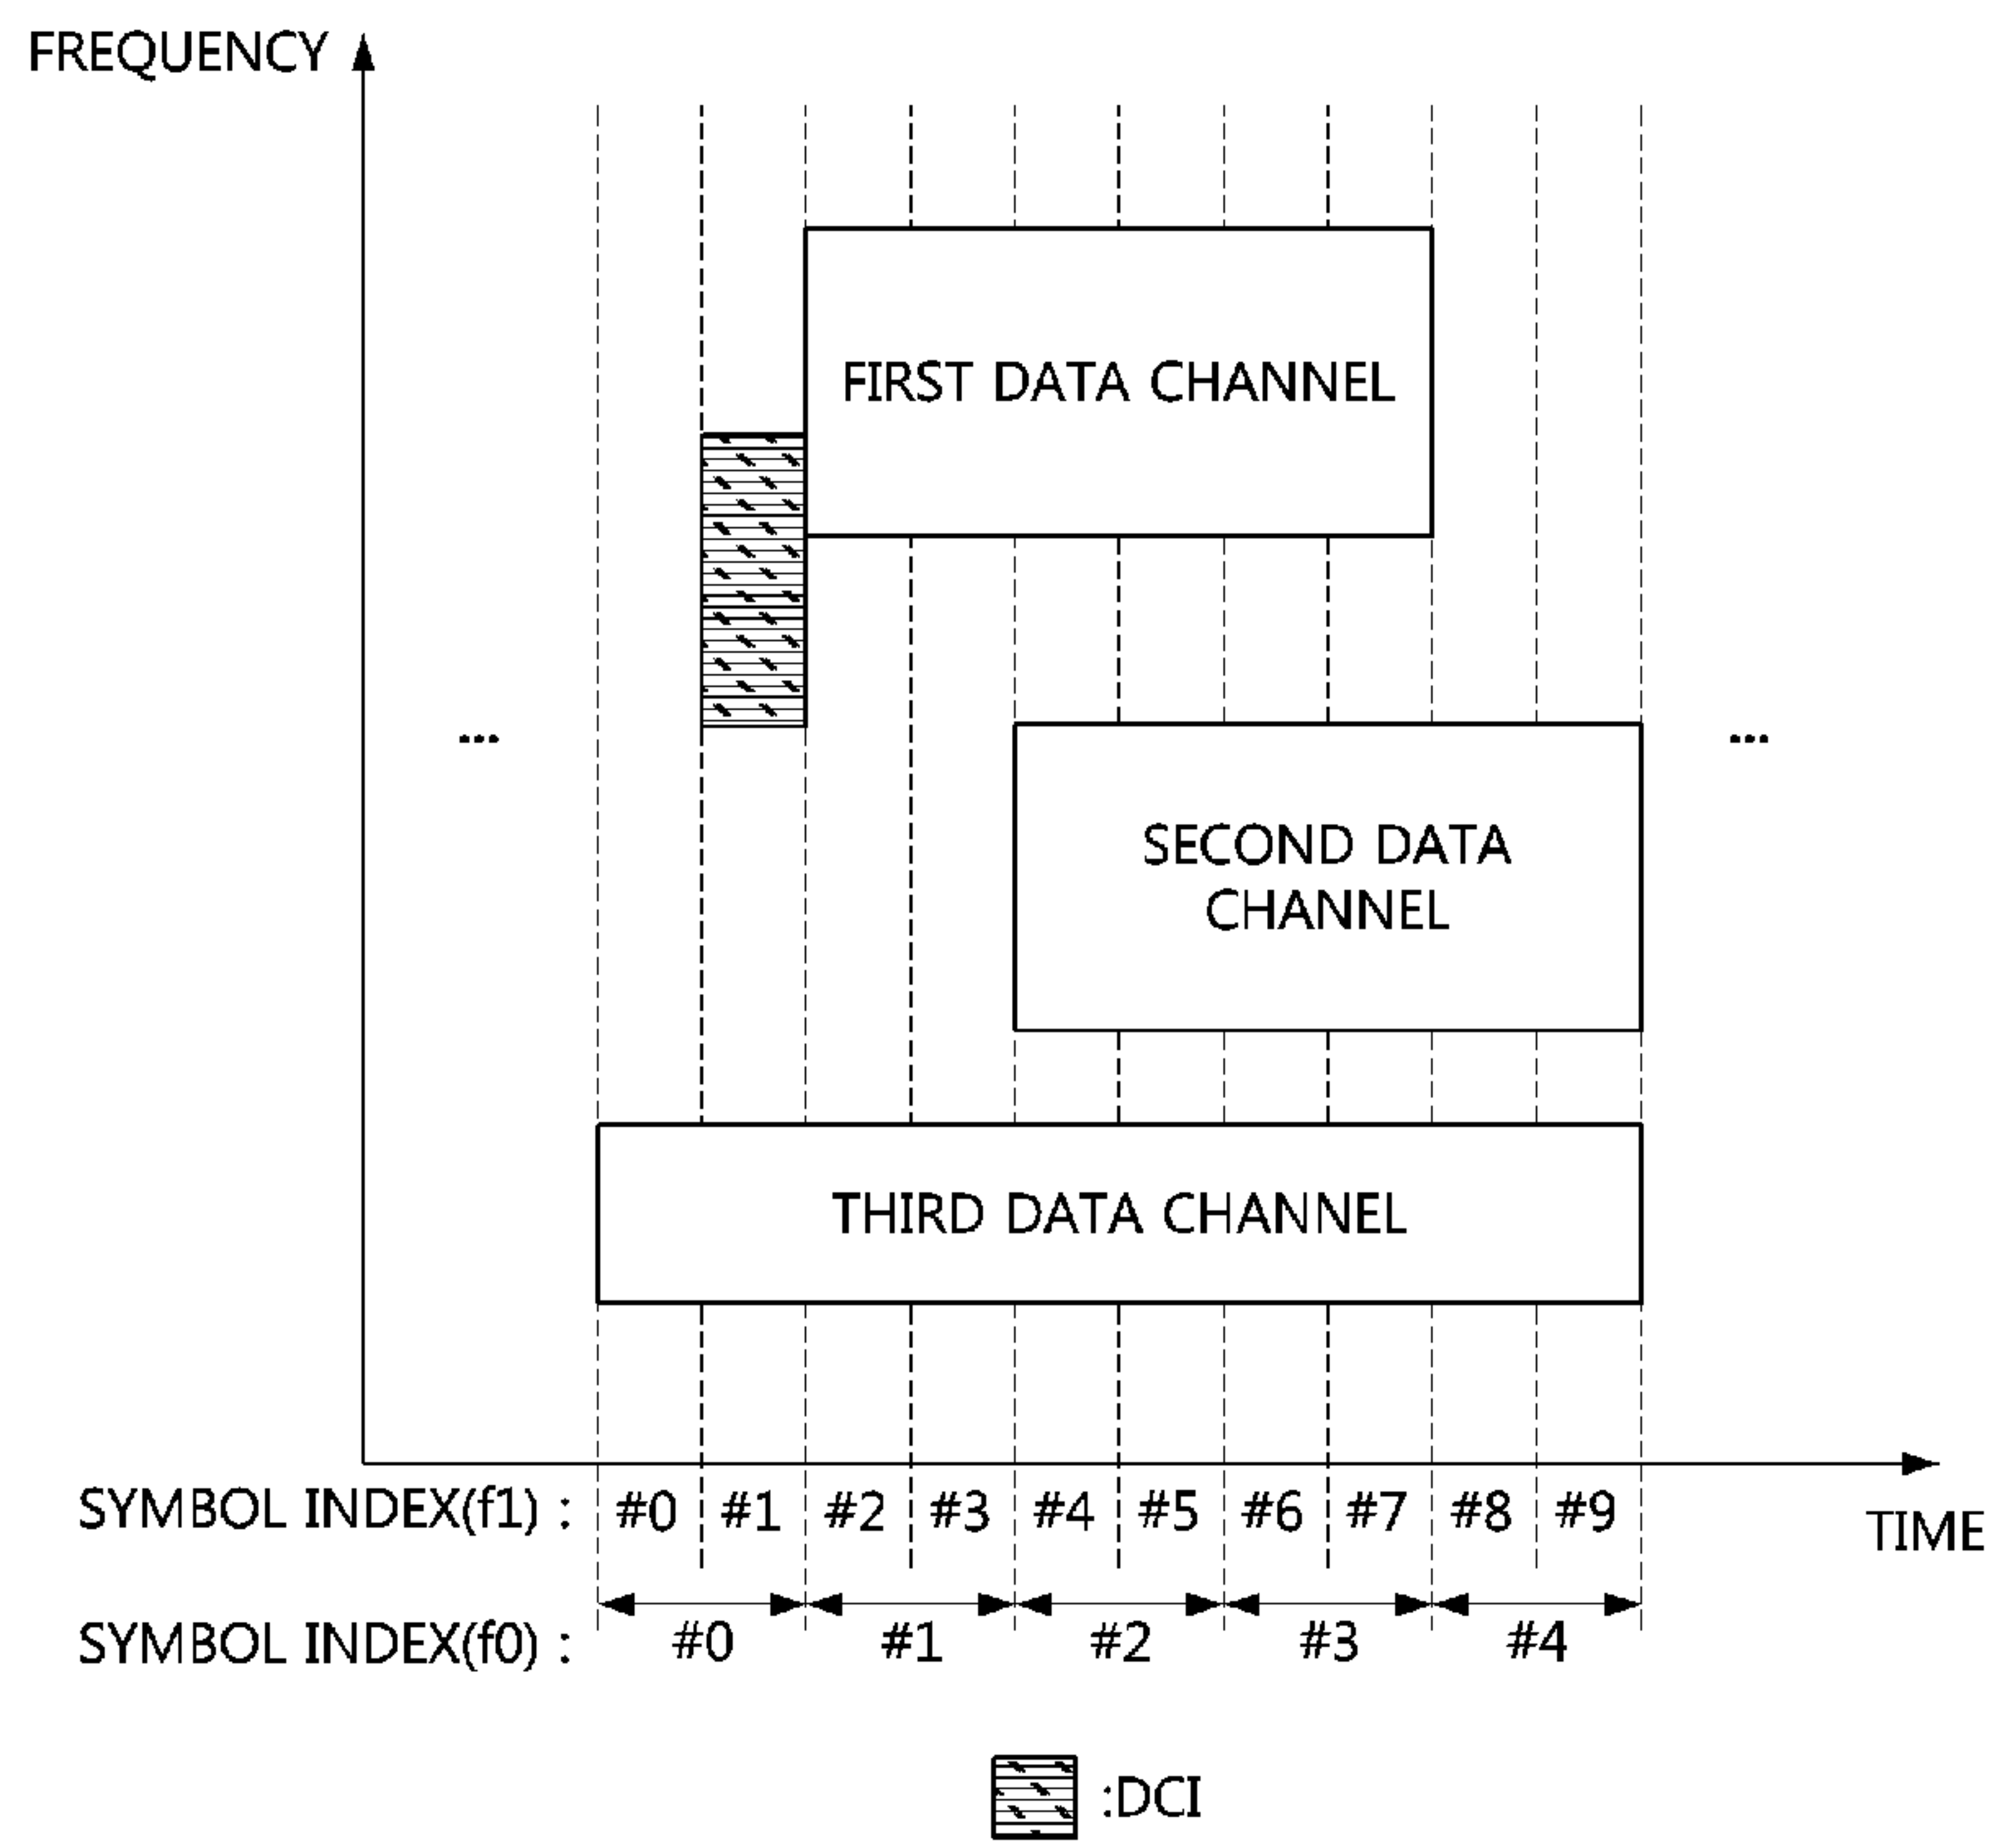 FREQUENCY
FIRST DATA CHANNEL
...
...
SECOND DATA
CHANNEL
THIRD DATA CHANNEL
SYMBOL INDEX(f1) : #0 #1 #2 #3 #4 #5 #6 #7 #8 #9
TIME
SYMBOL INDEX(f0) : #0 #1 #2 #3 #4
:DCI